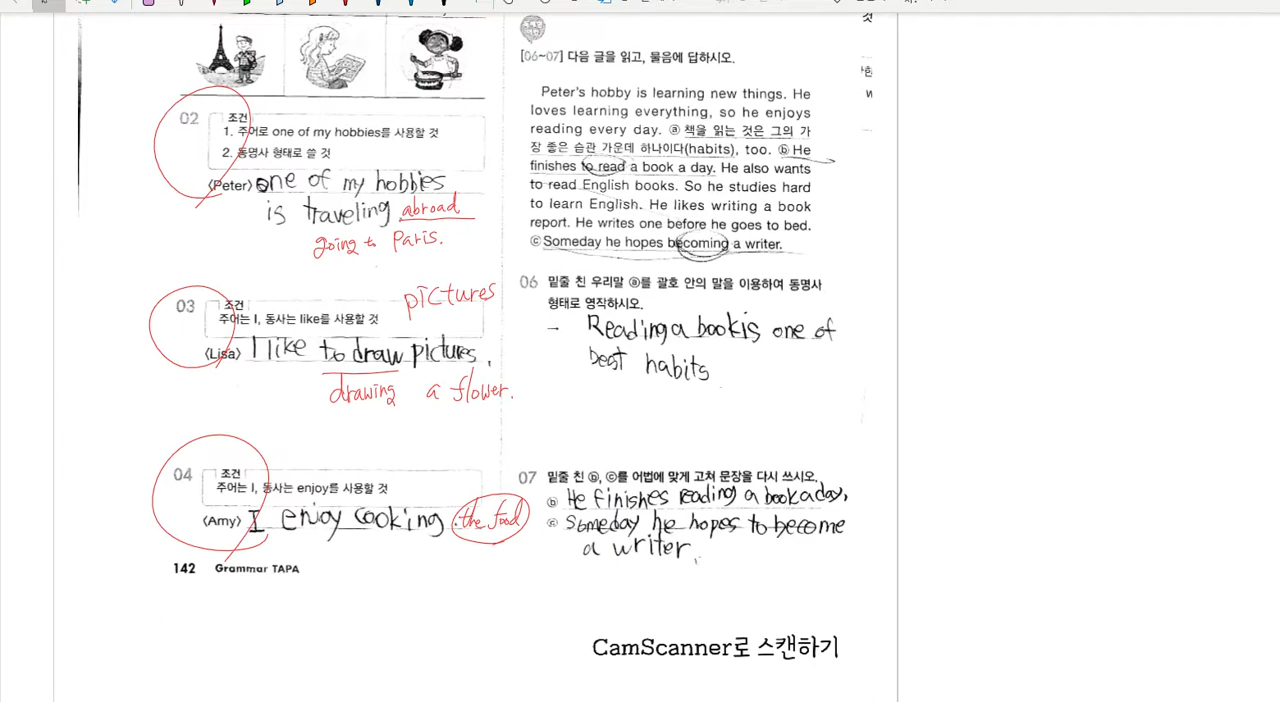 02
조건
1. 주어로 one of my hobbies를 사용할 것
2. 동명사 형태로 쓸 것
〈Peter〉 one of my hobbies
is traveling abroad
going to Paris.
pictures
03
조건
주어는 I, 동사는 like를 사용할 것
〈Lisa〉 I like to draw pictures.
drawing a flower.
04
조건
주어는 I, 동사는 enjoy를 사용할 것
〈Amy〉 I enjoy cooking . the food
142 Grammar TAPA
[06~07] 다음 글을 읽고, 물음에 답하시오.
Peter's hobby is learning new things. He
loves learning everything, so he enjoys
reading every day. ⓐ 책을 읽는 것은 그의 가
장 좋은 습관 가운데 하나이다(habits), too. ⓑ He
finishes to read a book a day. He also wants
to read English books. So he studies hard
to learn English. He likes writing a book
report. He writes one before he goes to bed.
ⓒ Someday he hopes becoming a writer.
06 밑줄 친 우리말 ⓐ를 괄호 안의 말을 이용하여 동명사
형태로 영작하시오.
- Reading a book is one of
best habits
07 밑줄 친 ⓑ, ⓒ를 어법에 맞게 고쳐 문장을 다시 쓰시오.
ⓑ He finishes reading a book a day.
ⓒ Someday he hopes to become
a writer.
CamScanner로 스캔하기